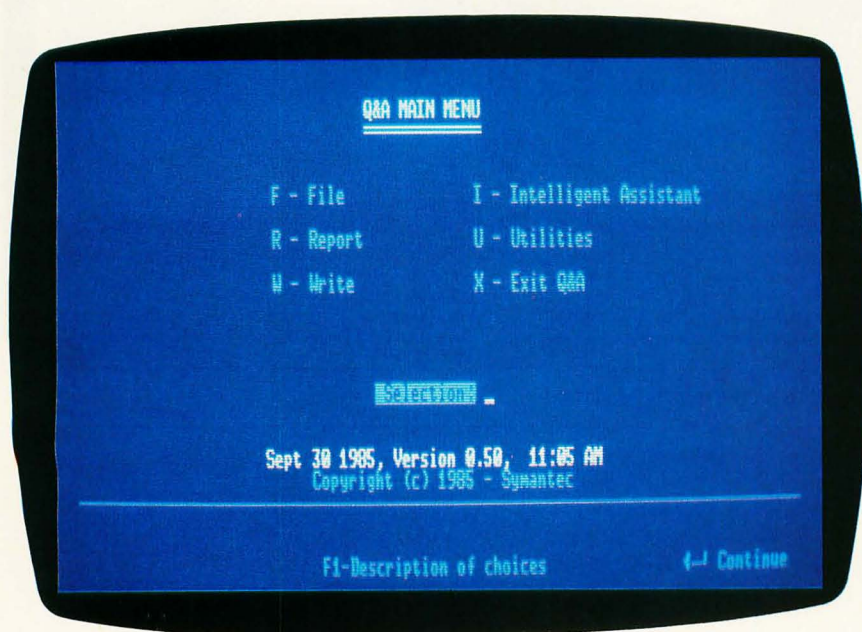 Q&A MAIN MENU
F - File
I - Intelligent Assistant
R - Report
U - Utilities
W - Write
X - Exit Q&A
Selection:
Sept 30 1985, Version 0.50, 11:05 AM
Copyright (c) 1985 - Symantec
F1-Description of choices
↵ Continue